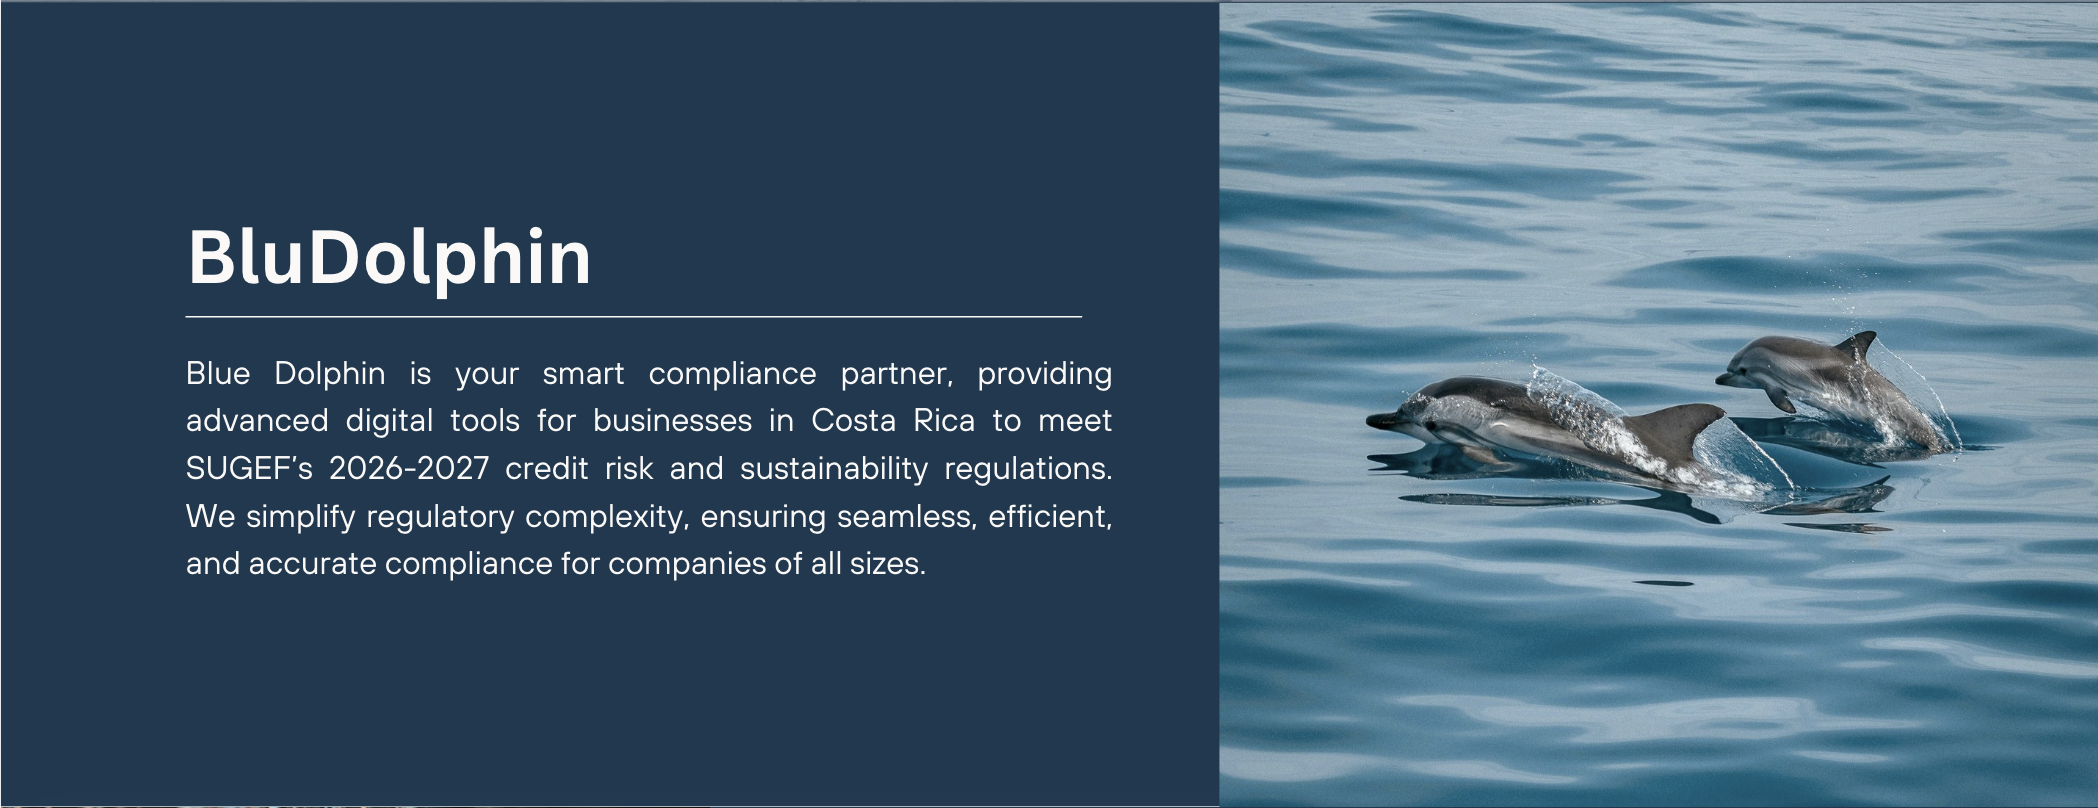 BluDolphin
Blue Dolphin is your smart compliance partner, providing
advanced digital tools for businesses in Costa Rica to meet
SUGEF's 2026-2027 credit risk and sustainability regulations.
We simplify regulatory complexity, ensuring seamless, efficient,
and accurate compliance for companies of all sizes.